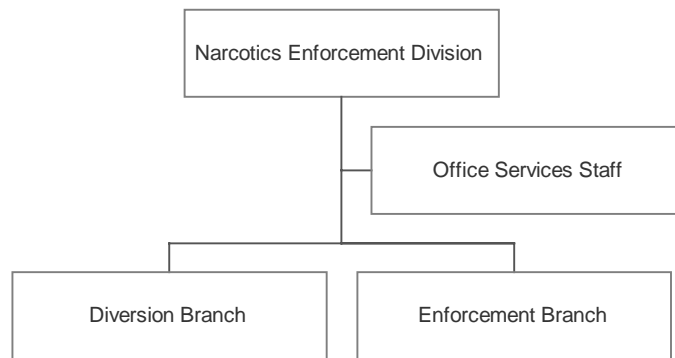 Narcotics Enforcement Division
Office Services Staff
Diversion Branch
Enforcement Branch